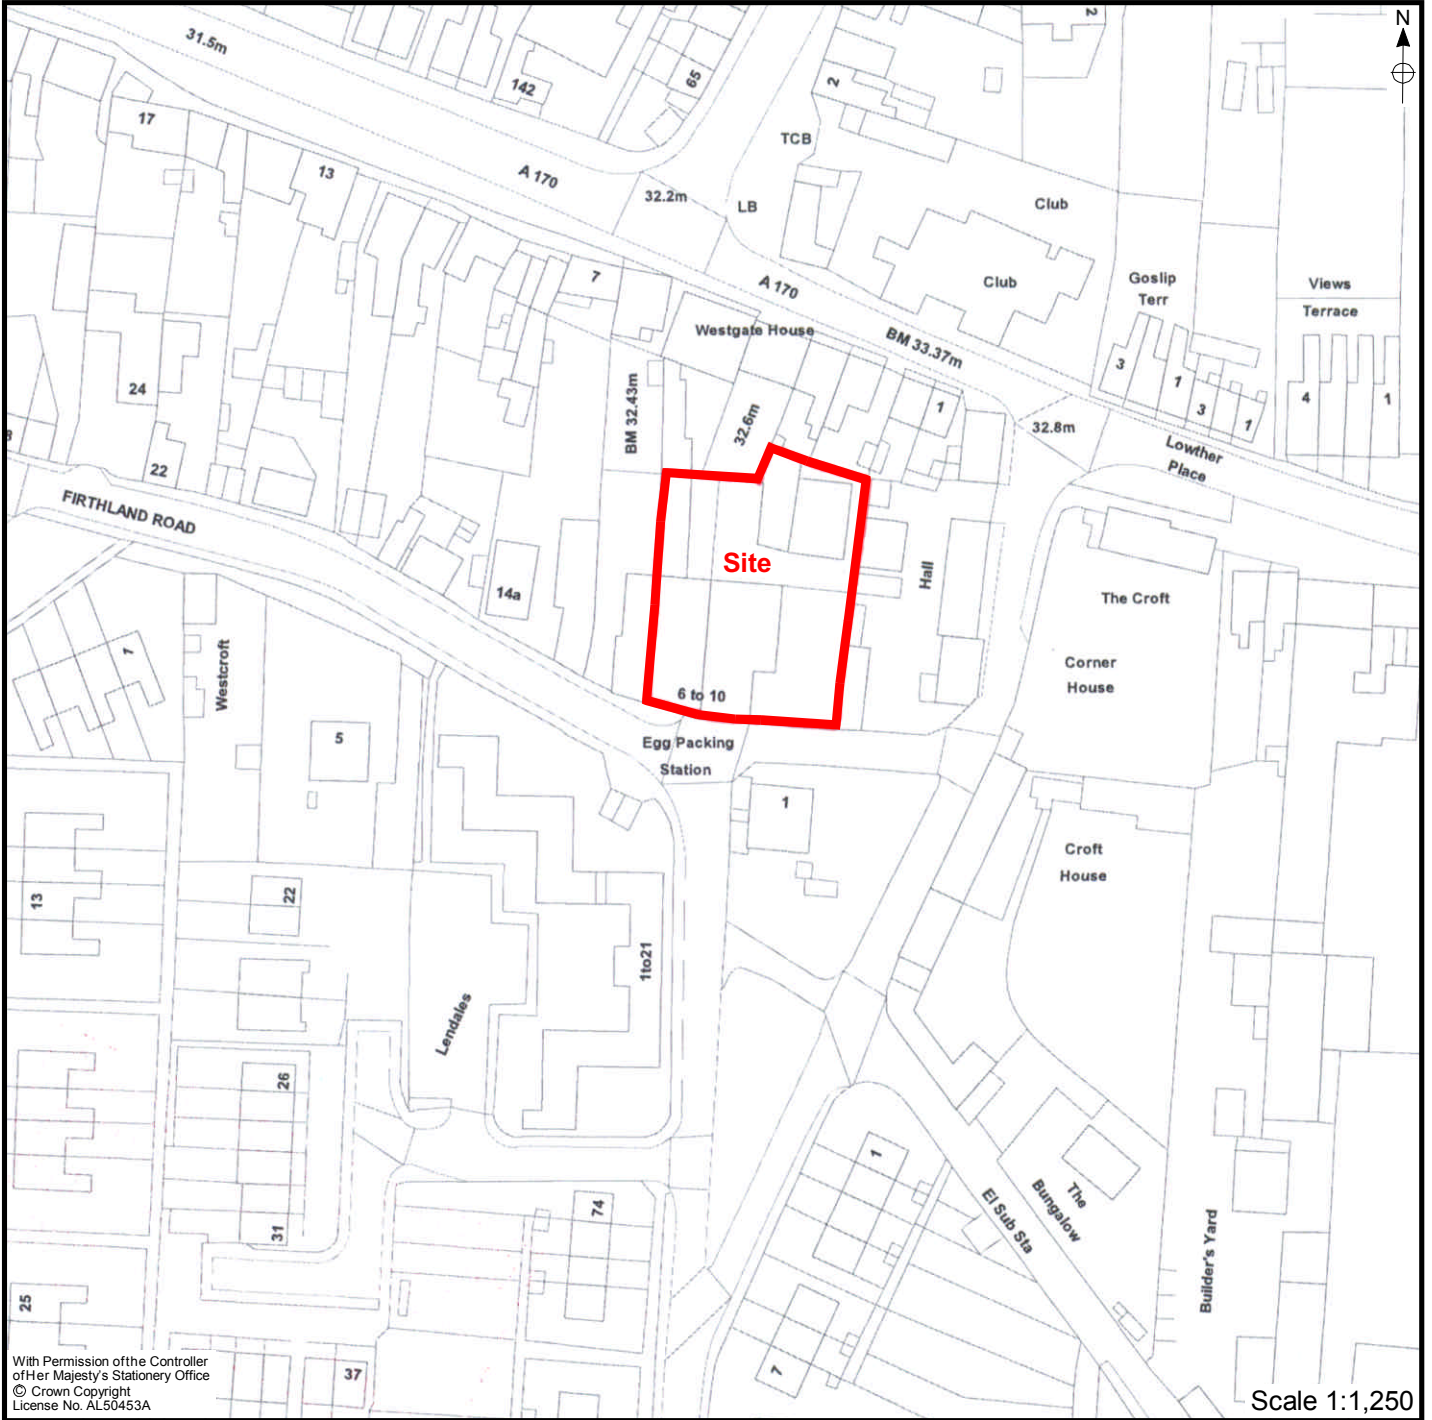 N
2
31.5m
142
65
2
17
TCB
13
A 170
32.2m
LB
Club
7
A 170
Club
Goslip
Terr
Views
Terrace
Westgate House
BM 33.37m
24
BM 32.43m
32.6m
1
3
1
3
1
4
1
32.8m
Lowther
Place
22
FIRTHLAND ROAD
Site
14a
Hall
The Croft
1
Westcroft
Corner
House
6 to 10
5
Egg Packing
Station
1
Croft
House
13
22
1to21
Lendales
26
1
The
Bungalow
El Sub Sta
31
74
Builder's Yard
25
37
7
With Permission of the Controller
of Her Majesty's Stationery Office
© Crown Copyright
License No. AL50453A
Scale 1:1,250